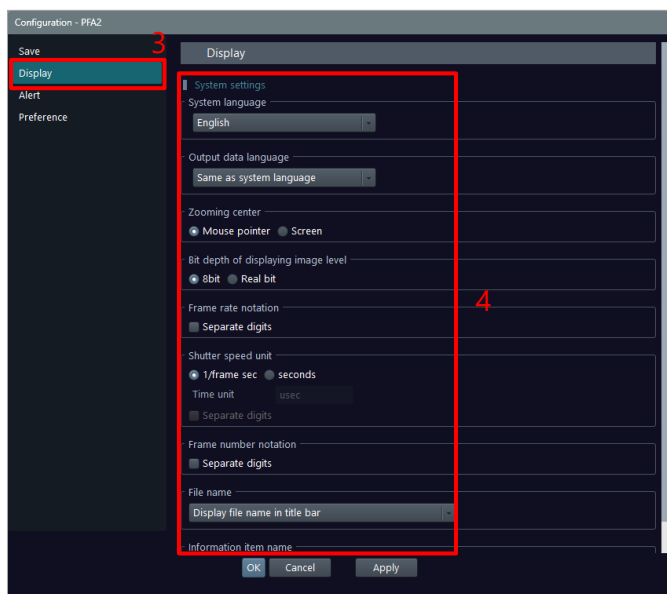 Configuration - PFA2
Save
3
Display
Alert
Preference
Display
System settings
System language
English
Output data language
Same as system language
Zooming center
Mouse pointer Screen
Bit depth of displaying image level
8bit Real bit
4
Frame rate notation
Separate digits
Shutter speed unit
1/frame sec seconds
Time unit usec
Separate digits
Frame number notation
Separate digits
File name
Display file name in title bar
Information item name
OK Cancel Apply